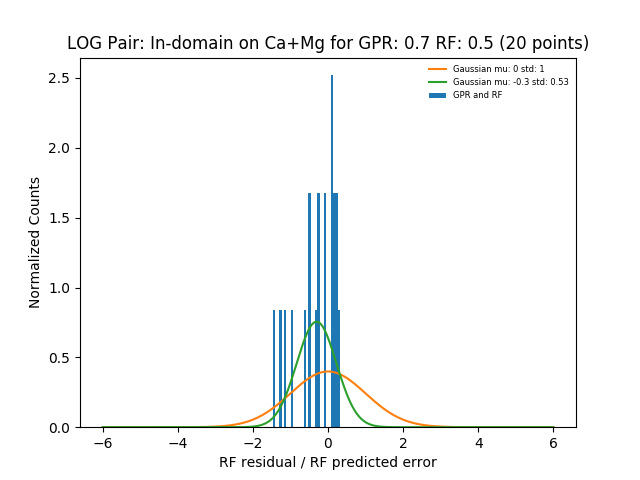 LOG Pair: In-domain on Ca+Mg for GPR: 0.7 RF: 0.5 (20 points)
Gaussian mu: 0 std: 1
Gaussian mu: -0.3 std: 0.53
GPR and RF
Normalized Counts
2.5
2.0
1.5
1.0
0.5
0.0
−6 −4 −2 0 2 4 6
RF residual / RF predicted error